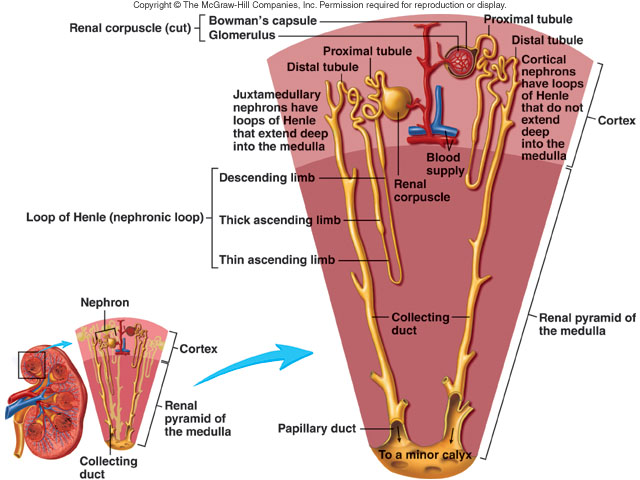 Copyright © The McGraw-Hill Companies, Inc. Permission required for reproduction or display.
Renal corpuscle (cut)
Bowman's capsule
Glomerulus
Proximal tubule
Distal tubule
Proximal tubule
Distal tubule
Juxtamedullary
nephrons have
loops of Henle
that extend deep
into the medulla
Cortical
nephrons
have loops
of Henle
that do not
extend
deep
into the
medulla
Cortex
Blood
supply
Renal
corpuscle
Loop of Henle (nephronic loop)
Descending limb
Thick ascending limb
Thin ascending limb
Collecting
duct
Renal pyramid of
the medulla
Papillary duct
To a minor calyx
Nephron
Cortex
Renal
pyramid of
the medulla
Collecting
duct